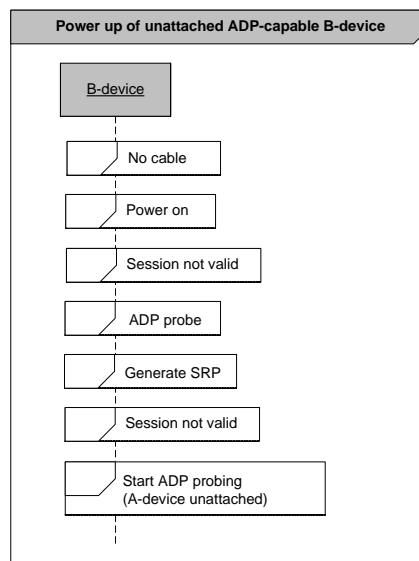 Power up of unattached ADP-capable B-device
B-device
No cable
Power on
Session not valid
ADP probe
Generate SRP
Session not valid
Start ADP probing
(A-device unattached)